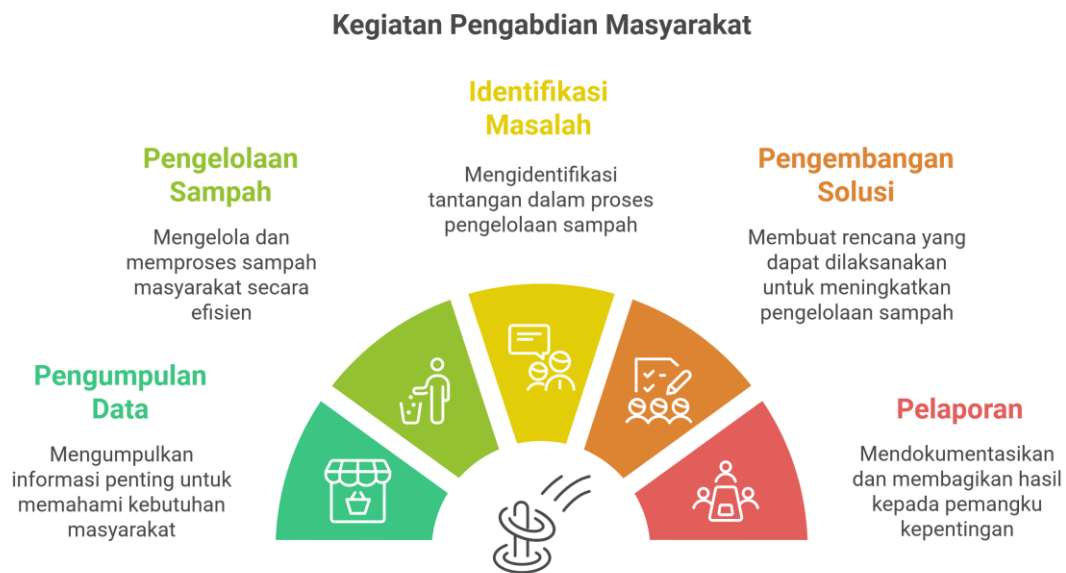 Kegiatan Pengabdian Masyarakat
Pengumpulan
Data
Mengumpulkan
informasi penting untuk
memahami kebutuhan
masyarakat
Pengelolaan
Sampah
Mengelola dan
memproses sampah
masyarakat secara
efisien
Identifikasi
Masalah
Mengidentifikasi
tantangan dalam proses
pengelolaan sampah
Pengembangan
Solusi
Membuat rencana yang
dapat dilaksanakan
untuk meningkatkan
pengelolaan sampah
Pelaporan
Mendokumentasikan
dan membagikan hasil
kepada pemangku
kepentingan